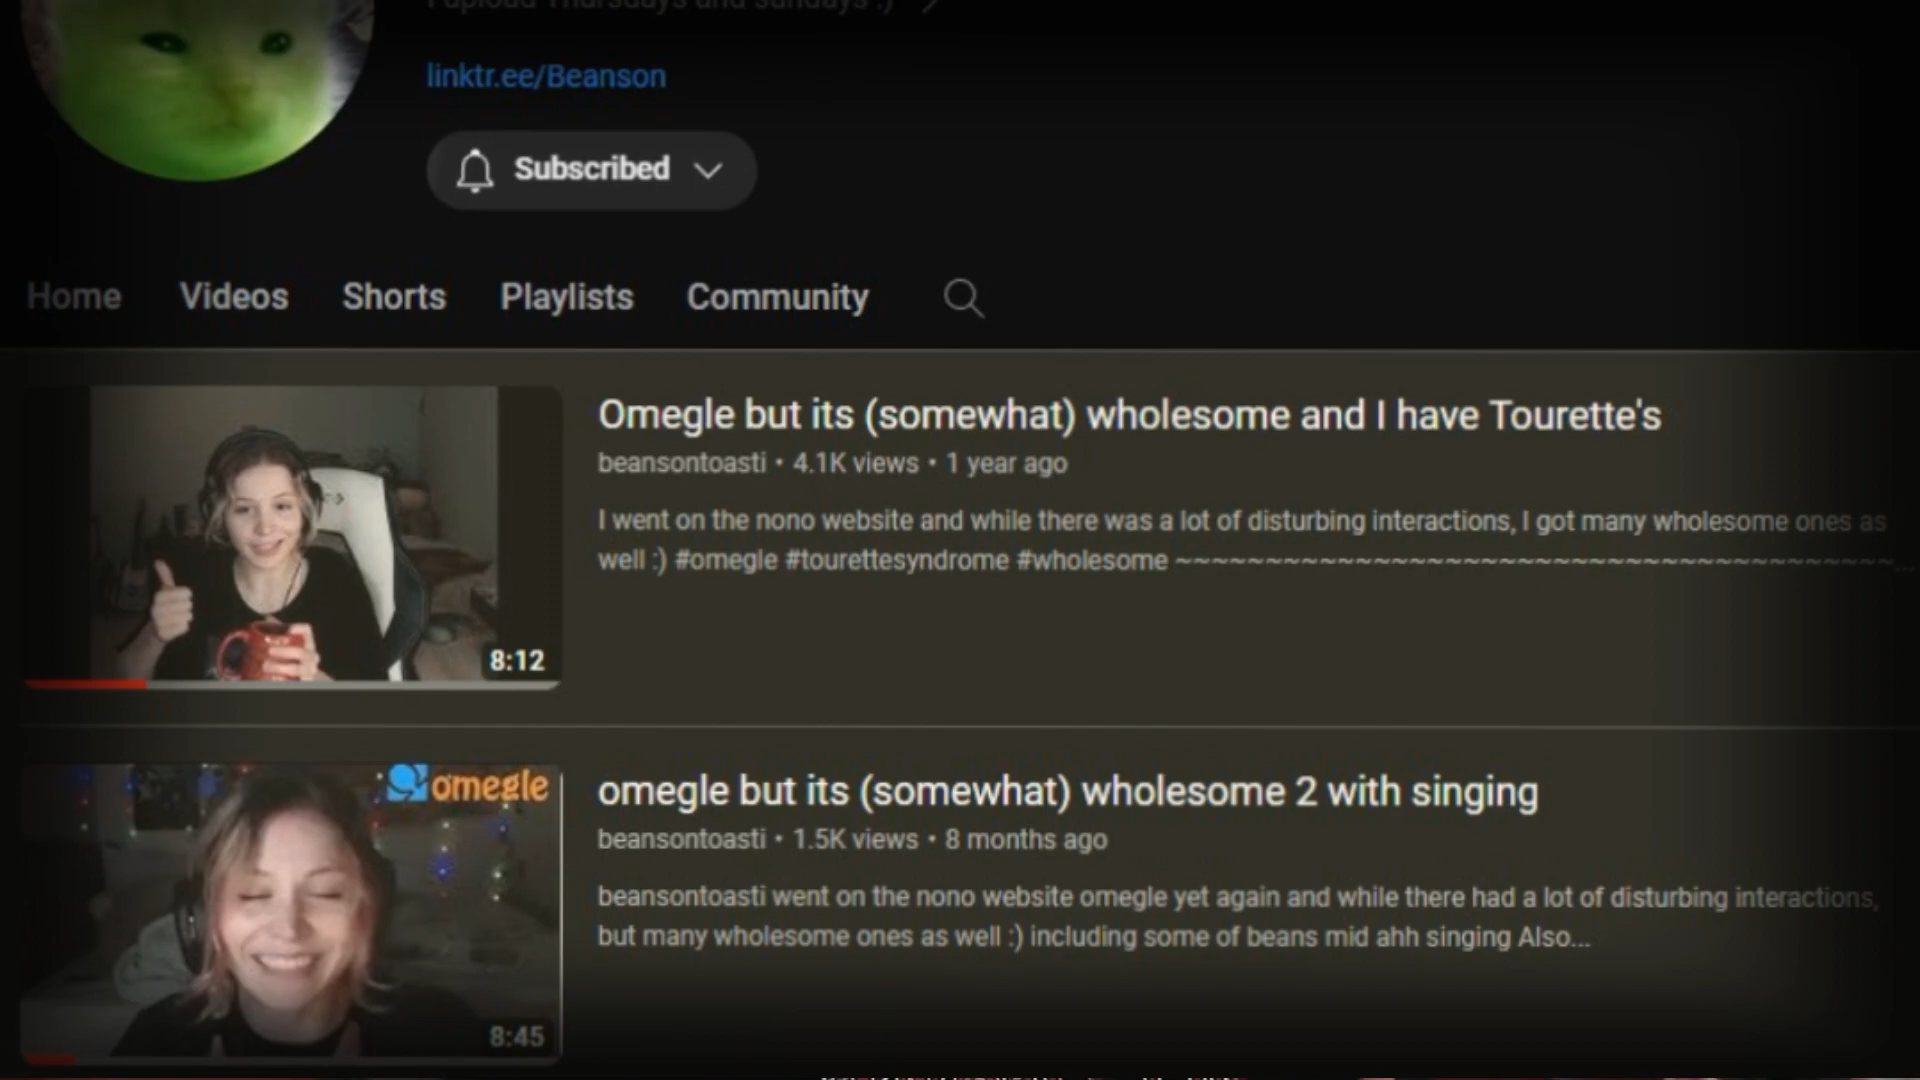 I upload Thursdays and sundays :)
linktr.ee/Beanson
Subscribed
Home Videos Shorts Playlists Community
Omegle but its (somewhat) wholesome and I have Tourette's
beansontoasti • 4.1K views • 1 year ago
I went on the nono website and while there was a lot of disturbing interactions, I got many wholesome ones as
well :) #omegle #tourettesyndrome #wholesome ~~~~~~~~~~~~~~~~~~~~~~~~~~~~~~~~~~~~~~~~...
8:12
omegle
omegle but its (somewhat) wholesome 2 with singing
beansontoasti • 1.5K views • 8 months ago
beansontoasti went on the nono website omegle yet again and while there had a lot of disturbing interactions,
but many wholesome ones as well :) including some of beans mid ahh singing Also...
8:45